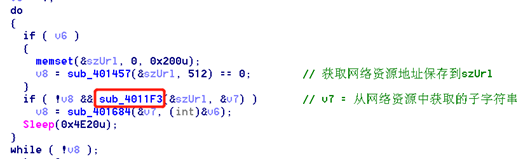 do
{
if ( v6 )
{
memset(&szUrl, 0, 0x200u);
v8 = sub_401457(&szUrl, 512) == 0; // 获取网络资源地址保存到szUrl
}
if ( !v8 && sub_4011F3(&szUrl, &v7) ) // v7 = 从网络资源中获取的子字符串
v8 = sub_401684(&v7, (int)&v6);
Sleep(0x4E20u);
}
while ( !v8 );